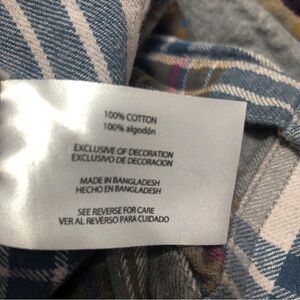 100% COTTON
100% algodón
EXCLUSIVE OF DECORATION
EXCLUSIVO DE DECORACION
MADE IN BANGLADESH
HECHO EN BANGLADESH
SEE REVERSE FOR CARE
VER AL REVERSO PARA CUIDADO